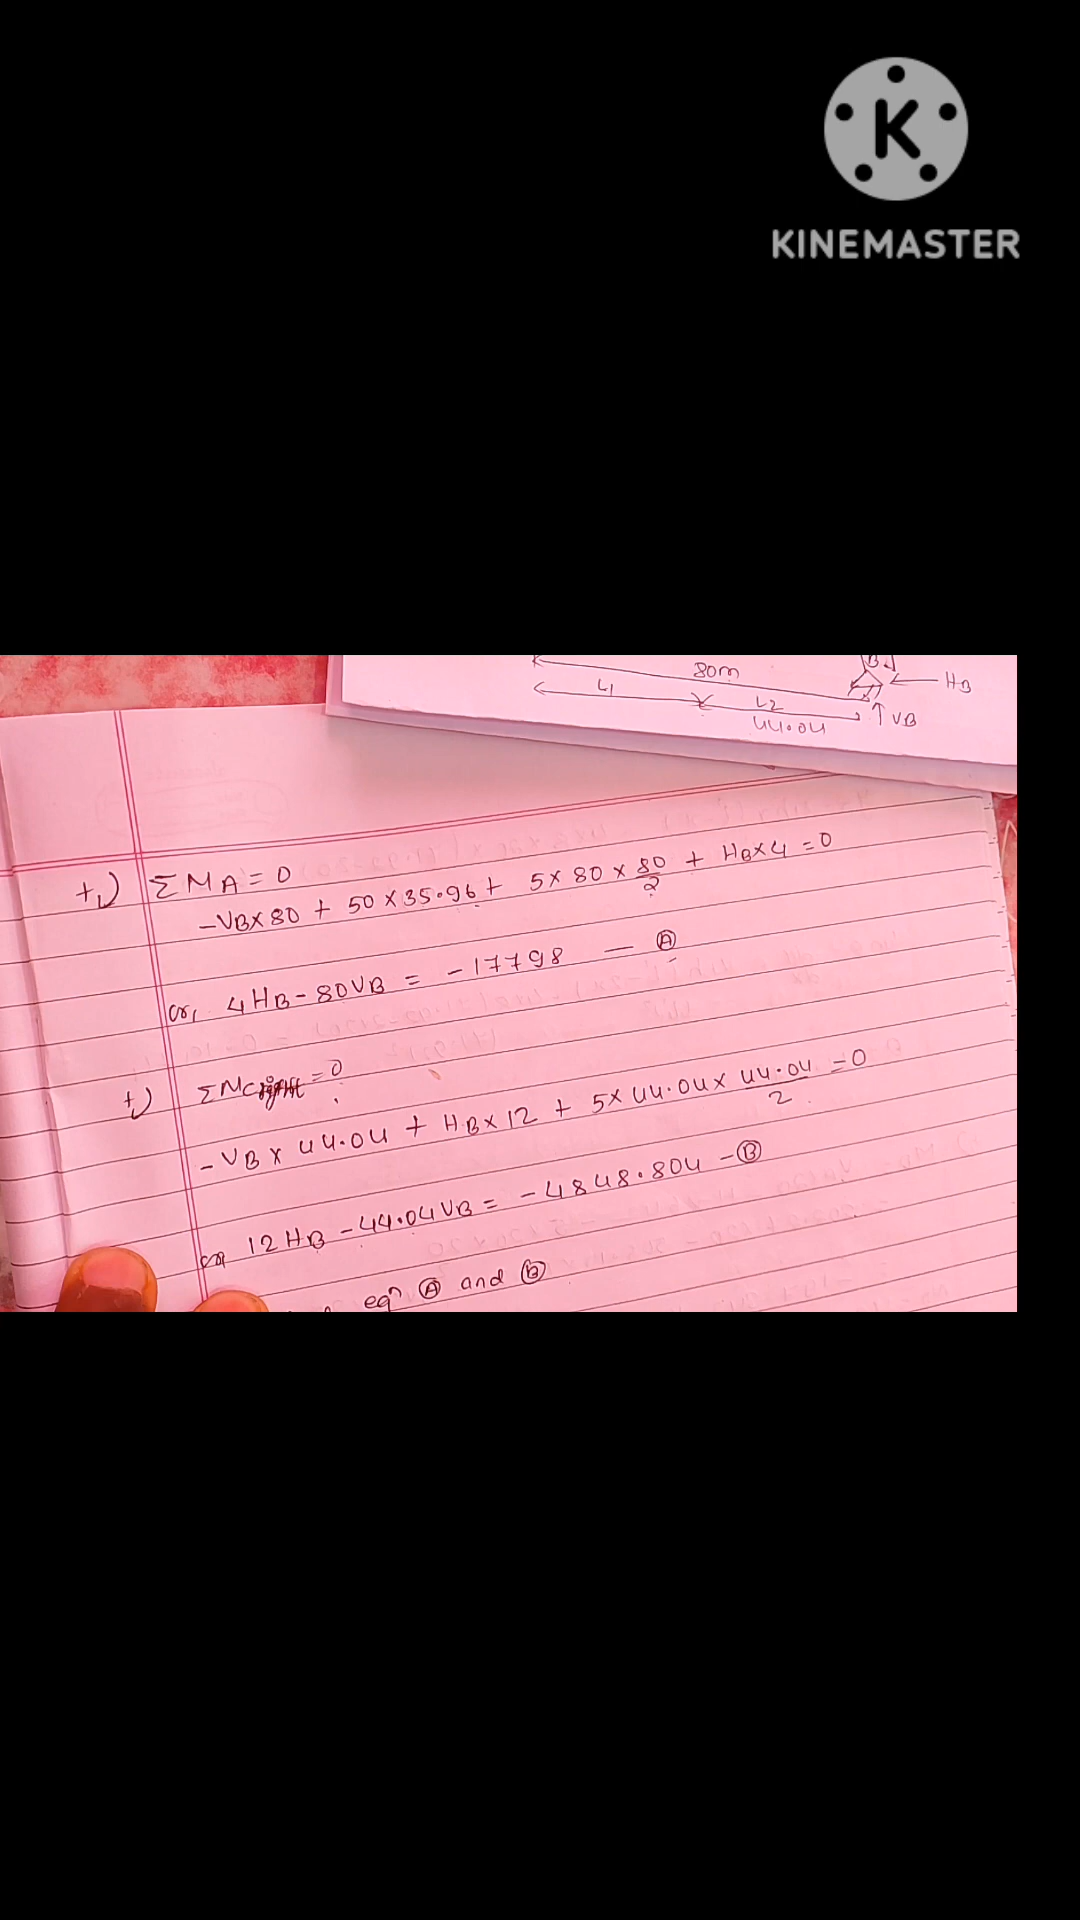 K
KINEMASTER
80m
B
HB
L1
L2
44.04
↑ VB
+↓) ΣMA = 0
-VB×80 + 50×35.96 + 5×80×80/2 + HB×4 = 0
or, 4HB - 80VB = -17798 — Ⓐ
+↓) ΣMC right = 0
-VB × 44.04 + HB×12 + 5×44.04×44.04/2 = 0
or 12HB - 44.04VB = -4848.804 - Ⓑ
eqn Ⓐ and Ⓑ